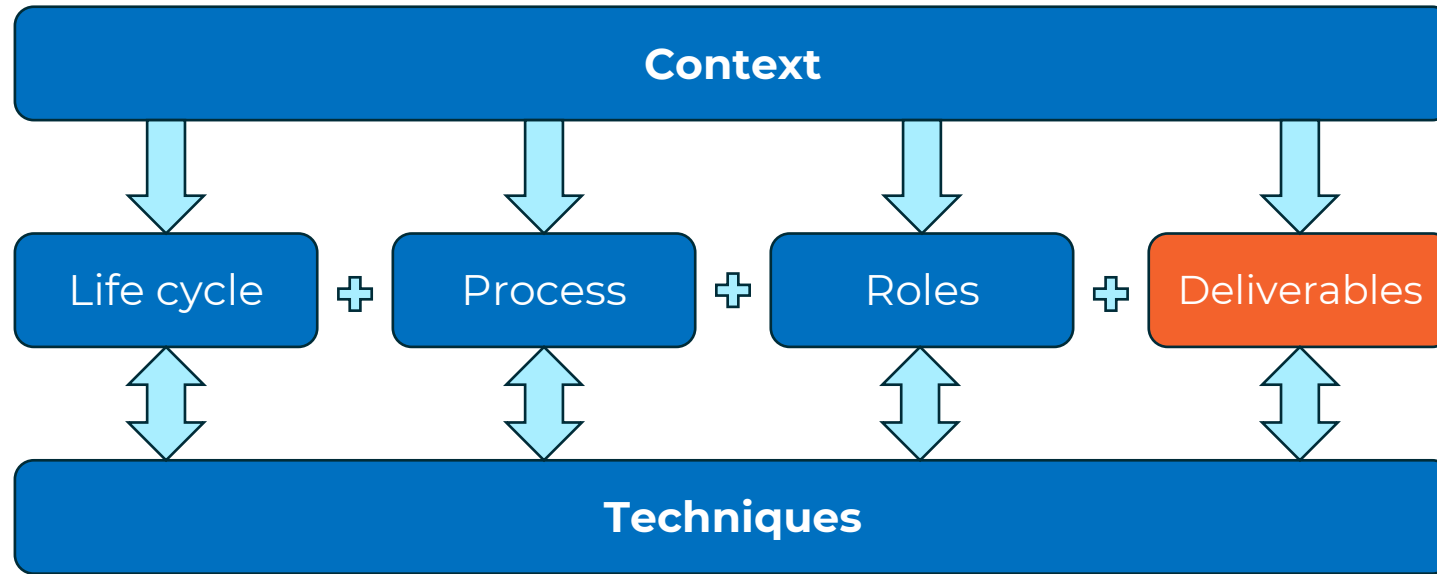 Context
Life cycle
Process
Roles
Deliverables
Techniques